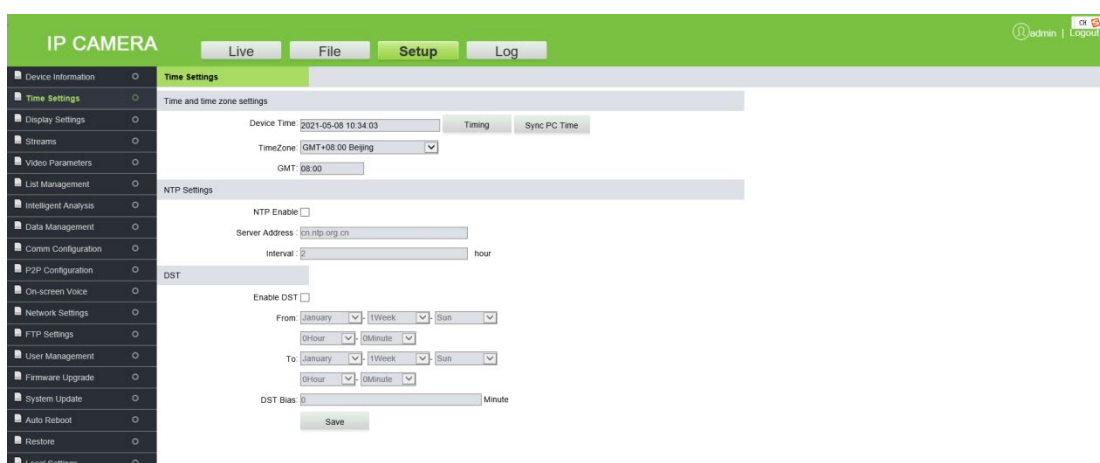 CH
admin | Logout
IP CAMERA
Live File Setup Log
Device Information
Time Settings
Display Settings
Streams
Video Parameters
List Management
Intelligent Analysis
Data Management
Comm Configuration
P2P Configuration
On-screen Voice
Network Settings
FTP Settings
User Management
Firmware Upgrade
System Update
Auto Reboot
Restore
Local Settings
Time Settings
Time and time zone settings
Device Time: 2021-05-08 10:34:03 Timing Sync PC Time
TimeZone: GMT+08:00 Beijing
GMT: 08:00
NTP Settings
NTP Enable
Server Address : cn.ntp.org.cn
Interval : 2 hour
DST
Enable DST
From: January - 1Week - Sun
0Hour - 0Minute
To: January - 1Week - Sun
0Hour - 0Minute
DST Bias: 0 Minute
Save